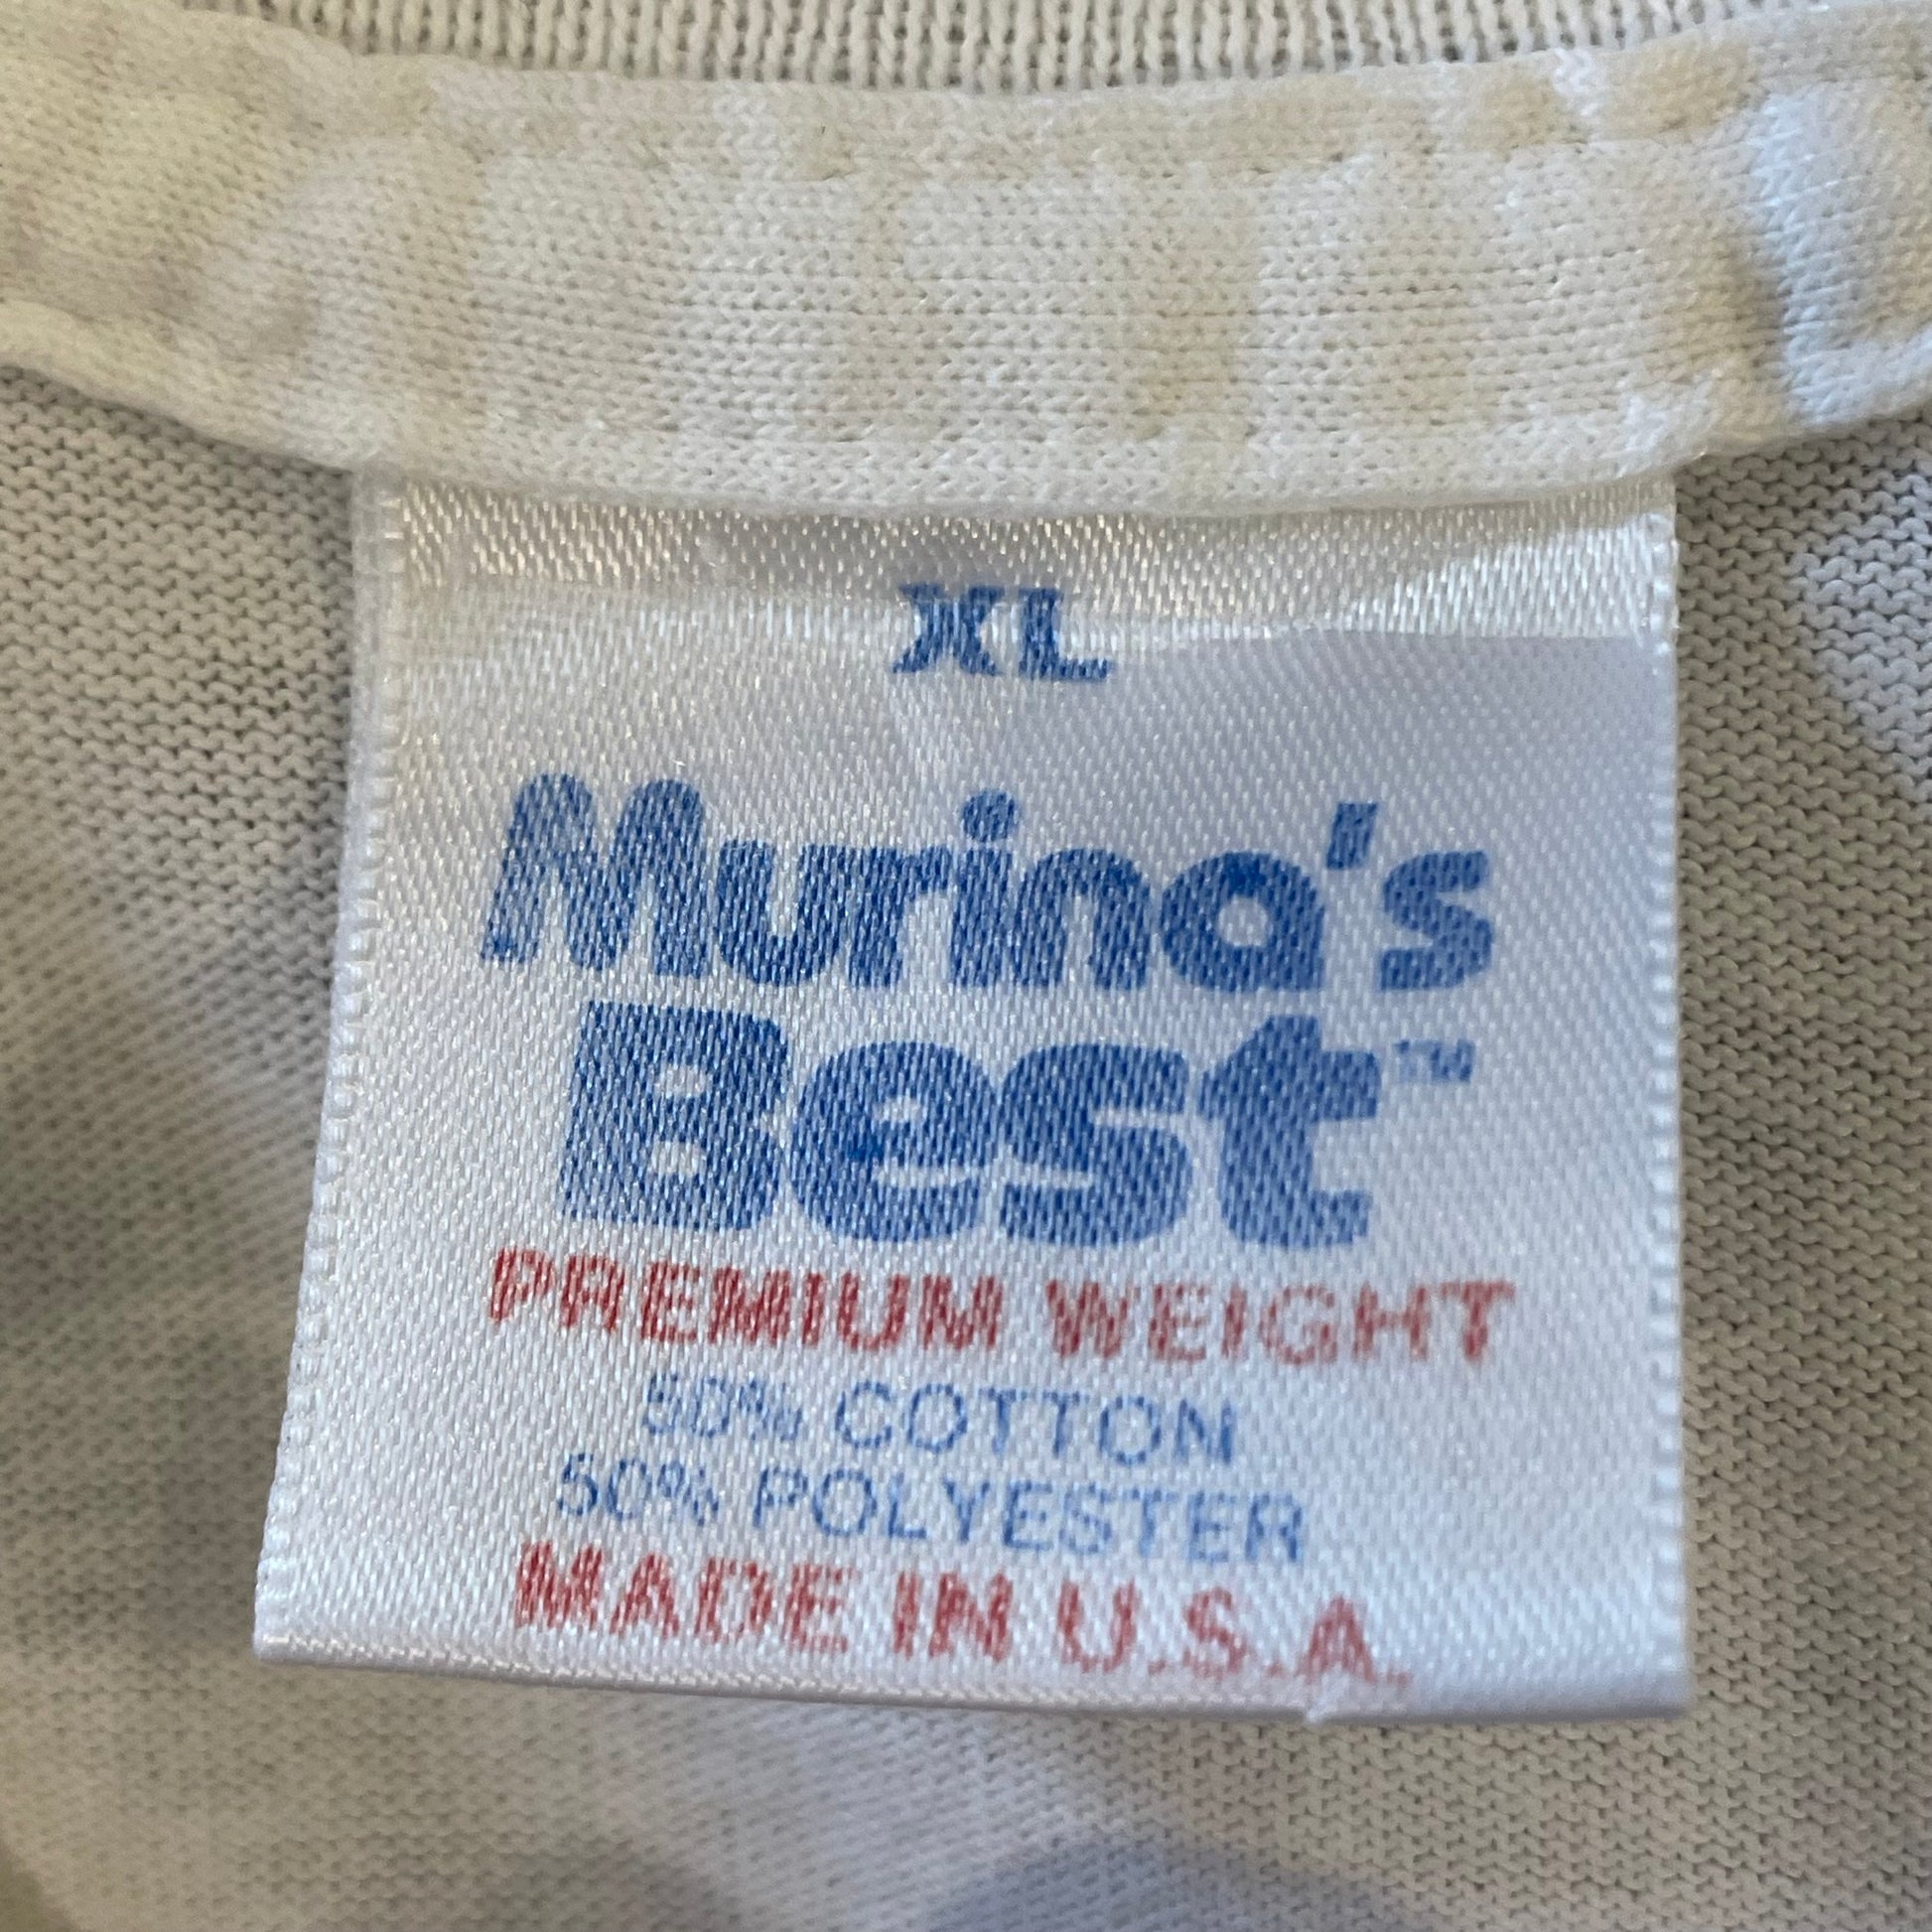 XL
Murina's
Best™
PREMIUM WEIGHT
50% COTTON
50% POLYESTER
MADE IN U.S.A.